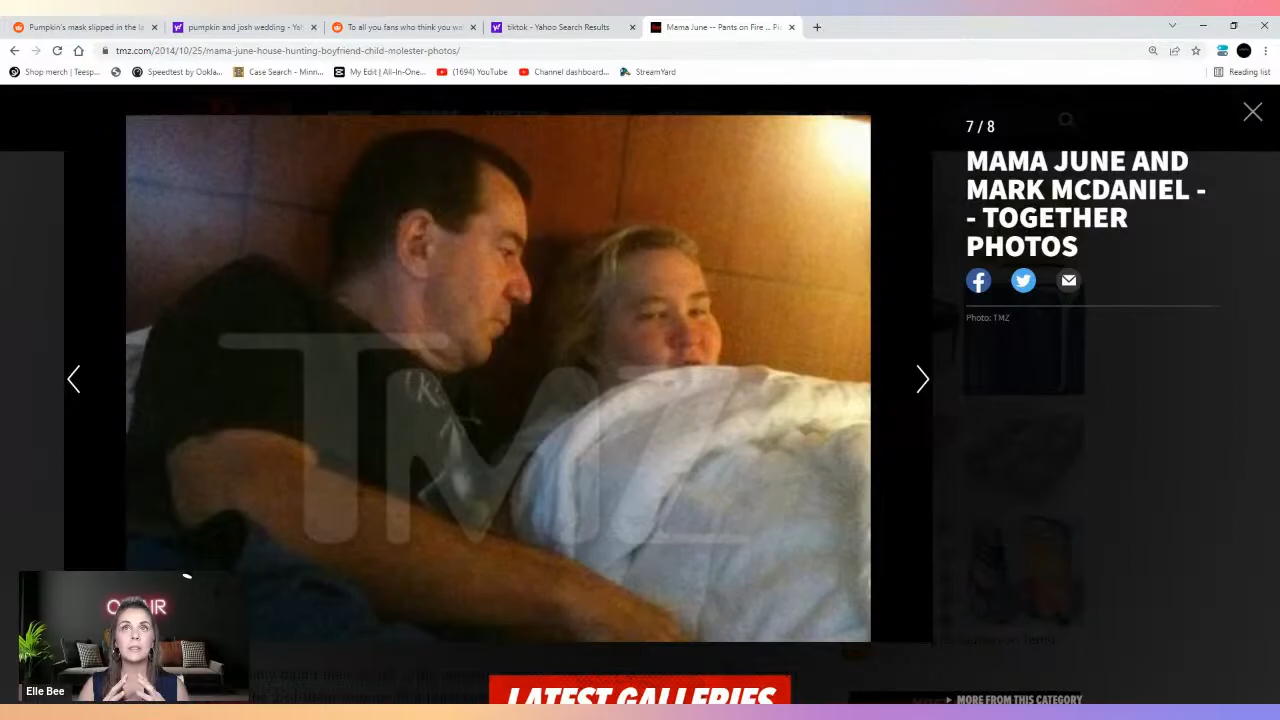 Pumpkin's mask slipped in the la
pumpkin and josh wedding - Yah
To all you fans who think you wa
tiktok - Yahoo Search Results
Mama June -- Pants on Fire ... Pic
tmz.com/2014/10/25/mama-june-house-hunting-boyfriend-child-molester-photos/
Shop merch | Teesp...
Speedtest by Ookla...
Case Search - Minn...
My Edit | All-In-One...
(1694) YouTube
Channel dashboard...
StreamYard
Reading list
7 / 8
MAMA JUNE AND
MARK MCDANIEL -
- TOGETHER
PHOTOS
Photo: TMZ
TMZ
Elle Bee
LATEST GALLERIES
MORE FROM THIS CATEGORY